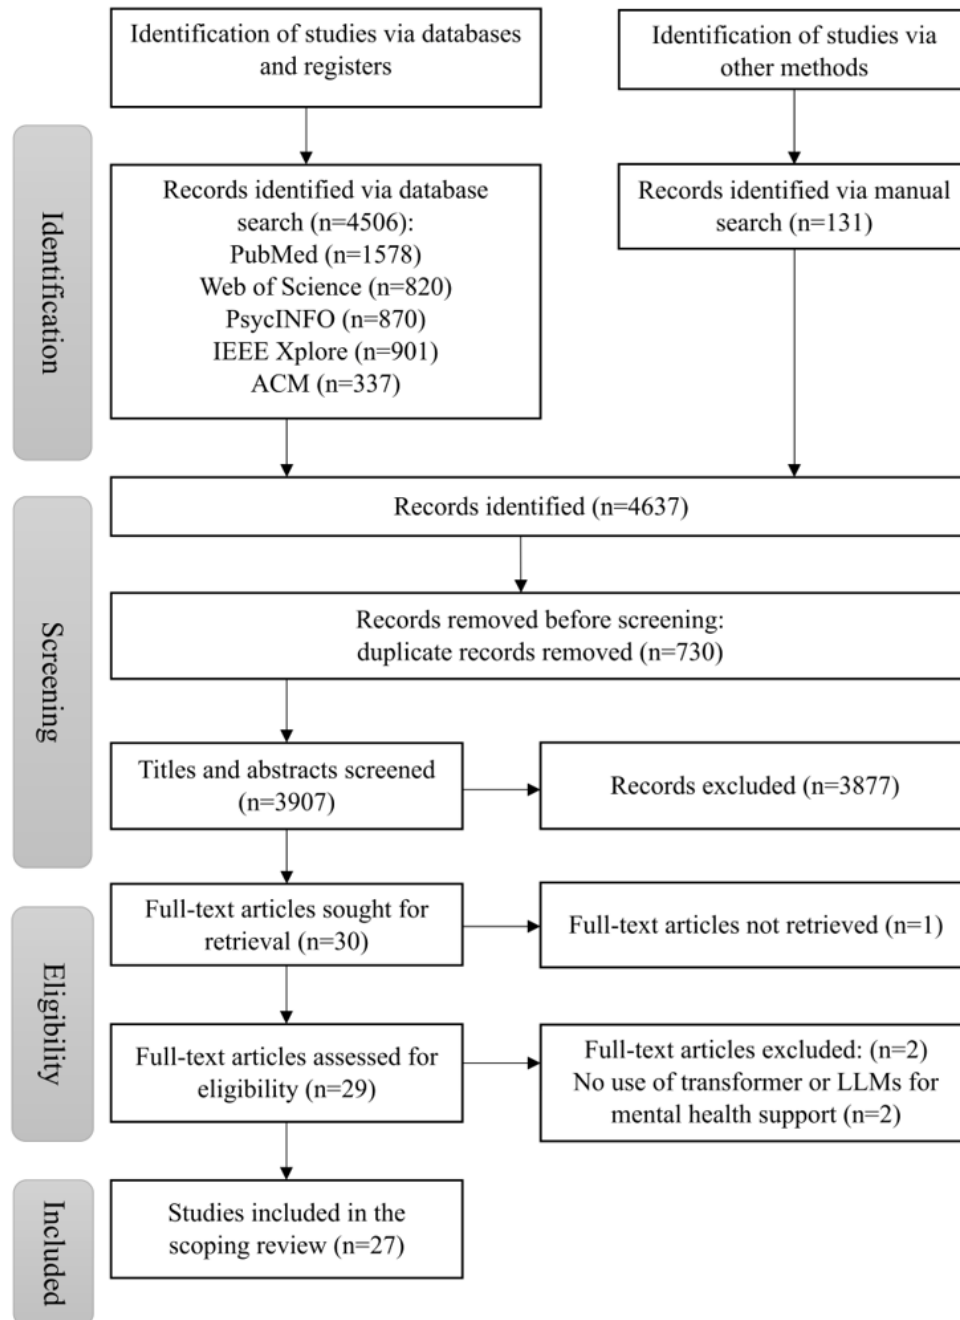 Identification of studies via databases
and registers
Identification of studies via
other methods
Identification
Records identified via database
search (n=4506):
PubMed (n=1578)
Web of Science (n=820)
PsycINFO (n=870)
IEEE Xplore (n=901)
ACM (n=337)
Records identified via manual
search (n=131)
Screening
Records identified (n=4637)
Records removed before screening:
duplicate records removed (n=730)
Titles and abstracts screened
(n=3907)
Records excluded (n=3877)
Eligibility
Full-text articles sought for
retrieval (n=30)
Full-text articles not retrieved (n=1)
Full-text articles assessed for
eligibility (n=29)
Full-text articles excluded: (n=2)
No use of transformer or LLMs for
mental health support (n=2)
Included
Studies included in the
scoping review (n=27)